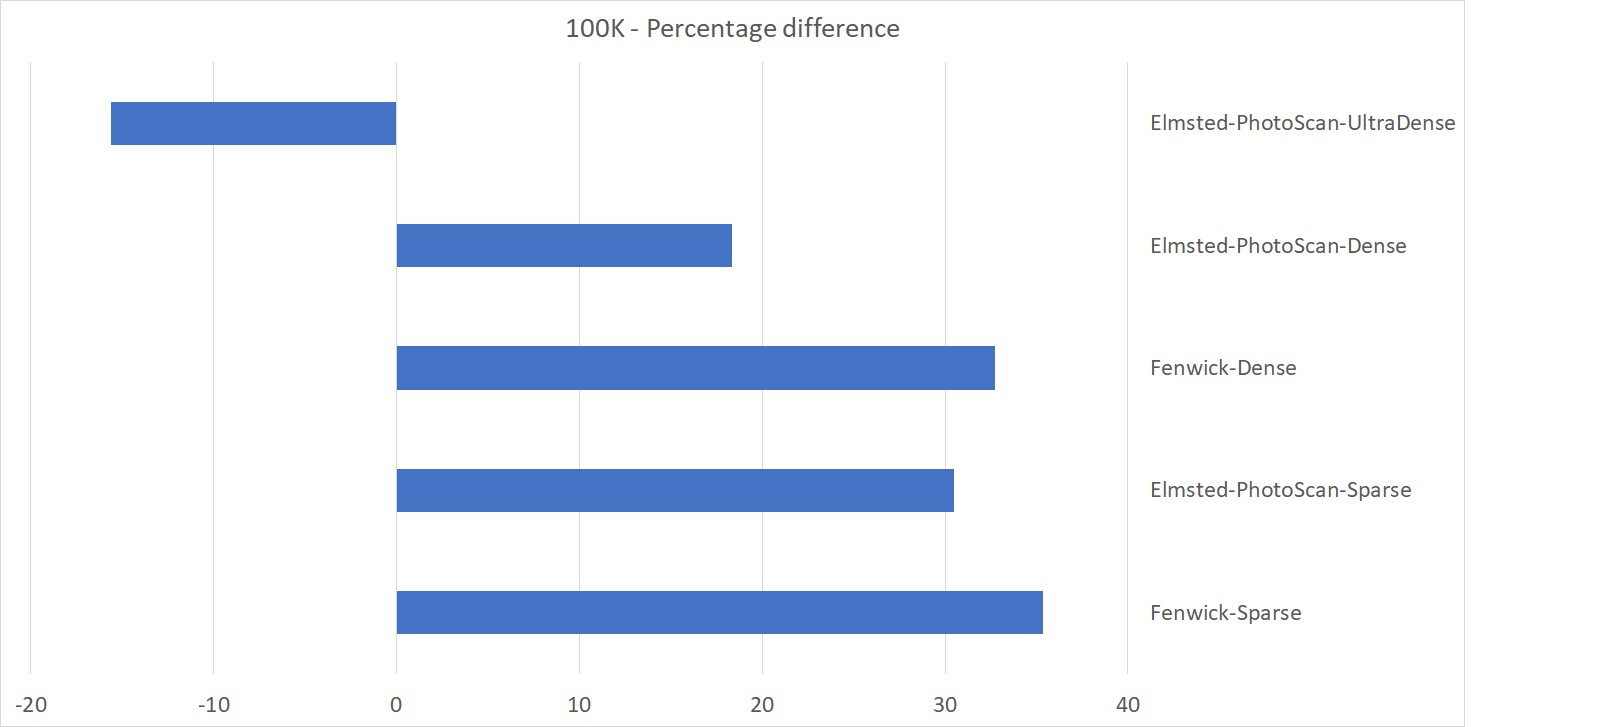 100K - Percentage difference
Elmsted-PhotoScan-UltraDense
Elmsted-PhotoScan-Dense
Fenwick-Dense
Elmsted-PhotoScan-Sparse
Fenwick-Sparse
-20 -10 0 10 20 30 40